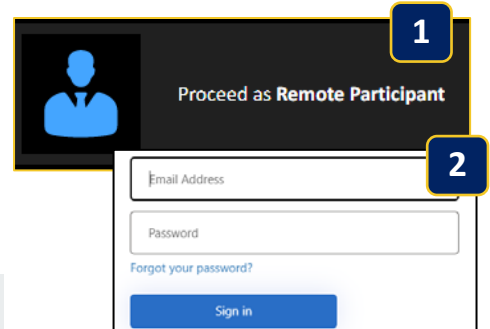 1
Proceed as Remote Participant
2
Email Address
Password
Forgot your password?
Sign in